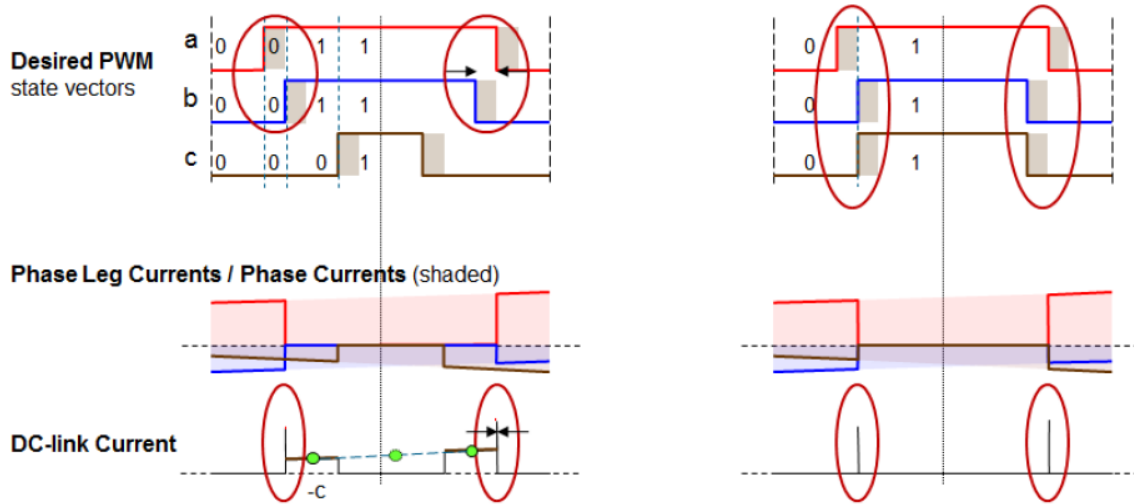 Desired PWM
state vectors
a 0 0 1 1
b 0 0 1 1
c 0 0 0 1
0 1
0 1
0 1
Phase Leg Currents / Phase Currents (shaded)
DC-link Current
-c